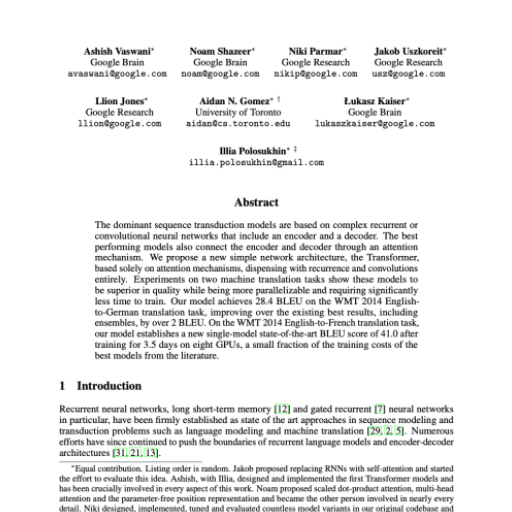 Ashish Vaswani* Noam Shazeer* Niki Parmar* Jakob Uszkoreit*
Google Brain Google Brain Google Research Google Research
avaswani@google.com noam@google.com nikip@google.com usz@google.com
Llion Jones* Aidan N. Gomez* † Łukasz Kaiser*
Google Research University of Toronto Google Brain
llion@google.com aidan@cs.toronto.edu lukaszkaiser@google.com
Illia Polosukhin* ‡
illia.polosukhin@gmail.com
Abstract
The dominant sequence transduction models are based on complex recurrent or
convolutional neural networks that include an encoder and a decoder. The best
performing models also connect the encoder and decoder through an attention
mechanism. We propose a new simple network architecture, the Transformer,
based solely on attention mechanisms, dispensing with recurrence and convolutions
entirely. Experiments on two machine translation tasks show these models to
be superior in quality while being more parallelizable and requiring significantly
less time to train. Our model achieves 28.4 BLEU on the WMT 2014 English-
to-German translation task, improving over the existing best results, including
ensembles, by over 2 BLEU. On the WMT 2014 English-to-French translation task,
our model establishes a new single-model state-of-the-art BLEU score of 41.0 after
training for 3.5 days on eight GPUs, a small fraction of the training costs of the
best models from the literature.
1 Introduction
Recurrent neural networks, long short-term memory [12] and gated recurrent [7] neural networks
in particular, have been firmly established as state of the art approaches in sequence modeling and
transduction problems such as language modeling and machine translation [29, 2, 5]. Numerous
efforts have since continued to push the boundaries of recurrent language models and encoder-decoder
architectures [31, 21, 13].
*Equal contribution. Listing order is random. Jakob proposed replacing RNNs with self-attention and started
the effort to evaluate this idea. Ashish, with Illia, designed and implemented the first Transformer models and
has been crucially involved in every aspect of this work. Noam proposed scaled dot-product attention, multi-head
attention and the parameter-free position representation and became the other person involved in nearly every
detail. Niki designed, implemented, tuned and evaluated countless model variants in our original codebase and